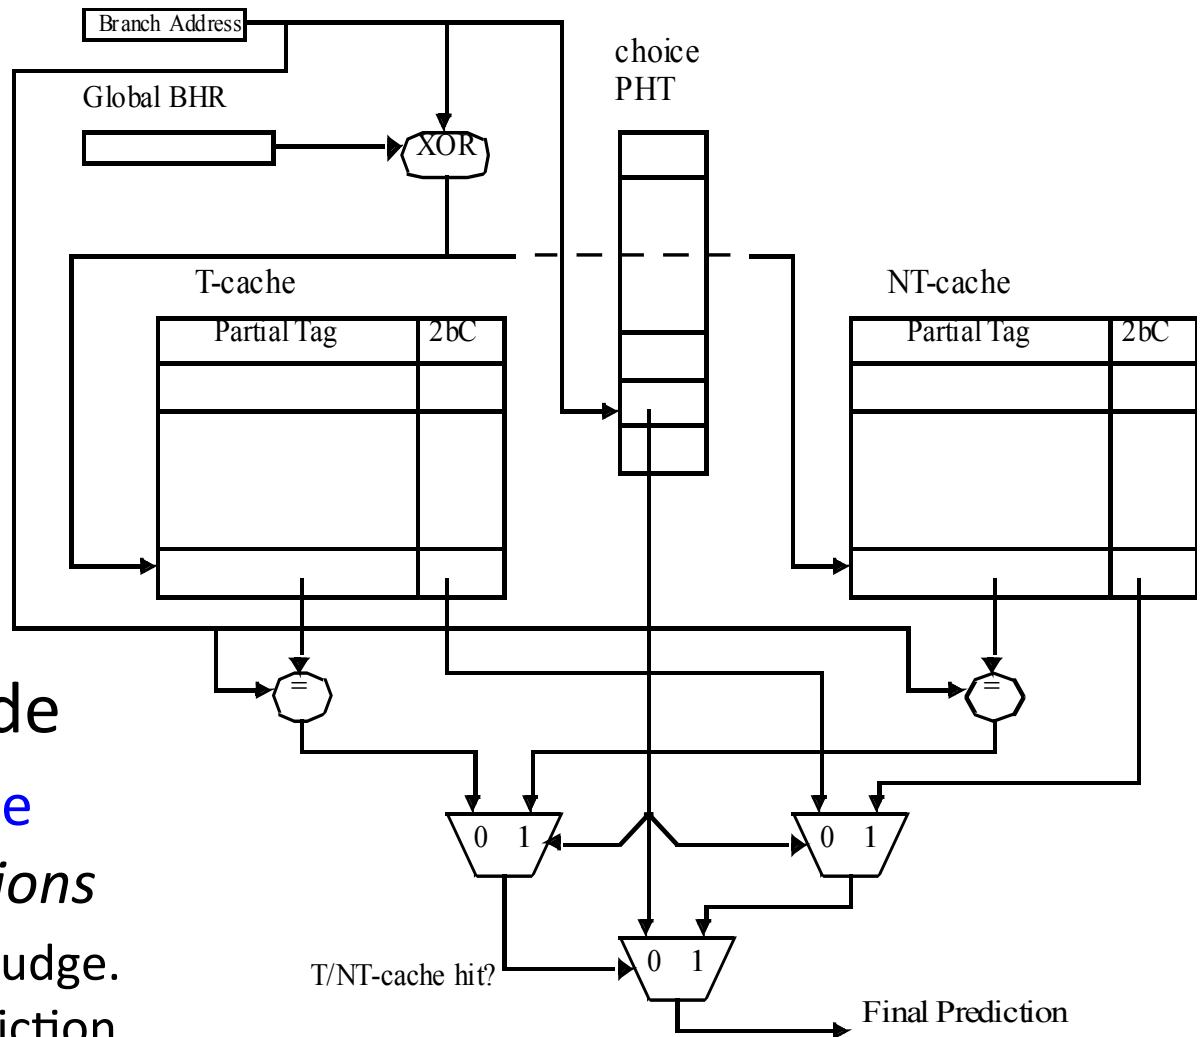 Branch Address
choice
PHT
Global BHR
XOR
T-cache
NT-cache
Partial Tag 2bC
Partial Tag 2bC
= =
de
e
ions
udge.
iction
0 1
0 1
0 1
T/NT-cache hit?
Final Prediction